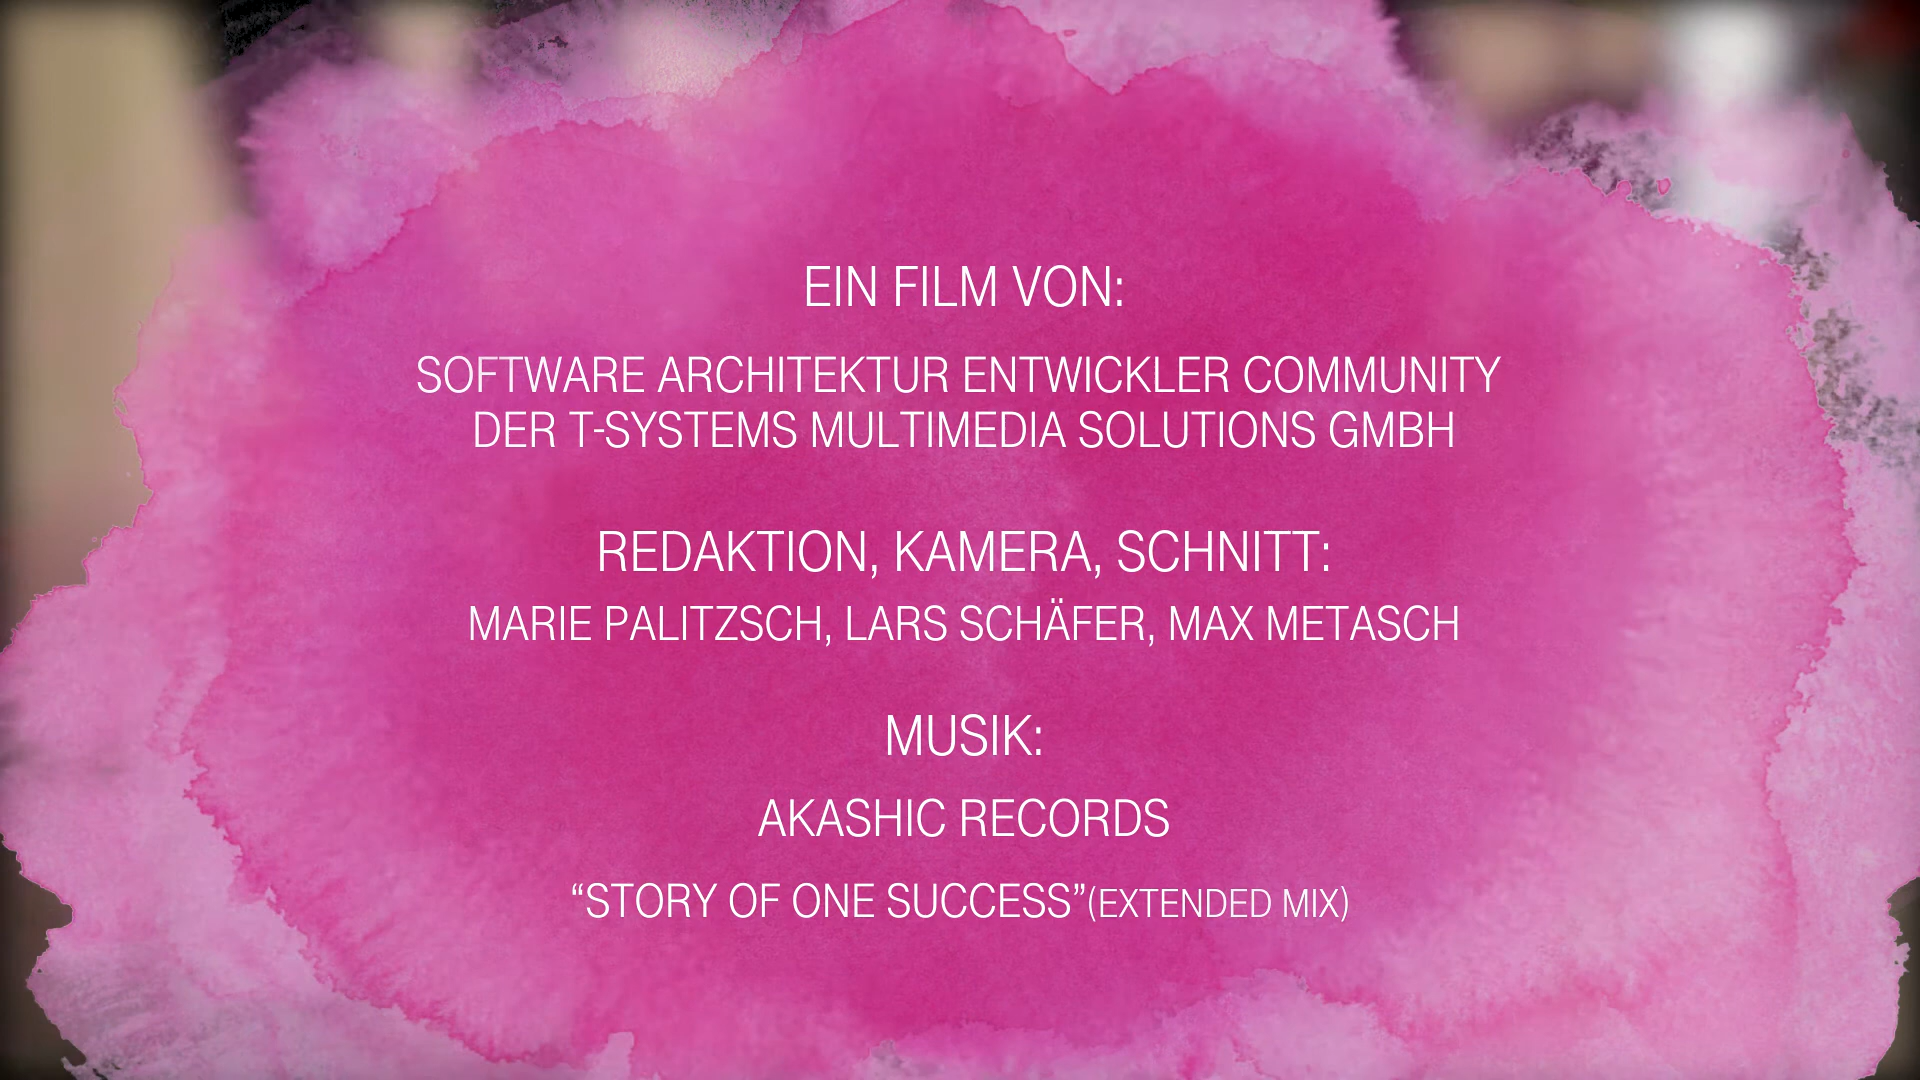 EIN FILM VON:
SOFTWARE ARCHITEKTUR ENTWICKLER COMMUNITY
DER T-SYSTEMS MULTIMEDIA SOLUTIONS GMBH
REDAKTION, KAMERA, SCHNITT:
MARIE PALITZSCH, LARS SCHÄFER, MAX METASCH
MUSIK:
AKASHIC RECORDS
“STORY OF ONE SUCCESS”(EXTENDED MIX)